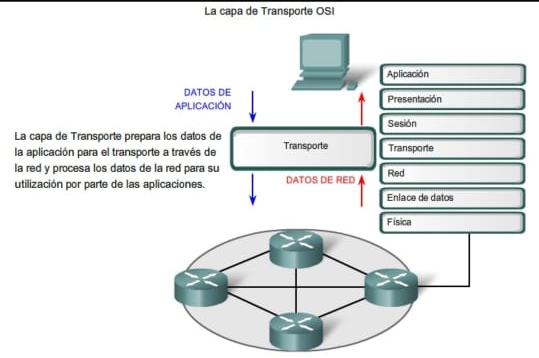 La capa de Transporte OSI
DATOS DE
APLICACIÓN
La capa de Transporte prepara los datos de
la aplicación para el transporte a través de
la red y procesa los datos de la red para su
utilización por parte de las aplicaciones.
Transporte
DATOS DE RED
Aplicación
Presentación
Sesión
Transporte
Red
Enlace de datos
Física